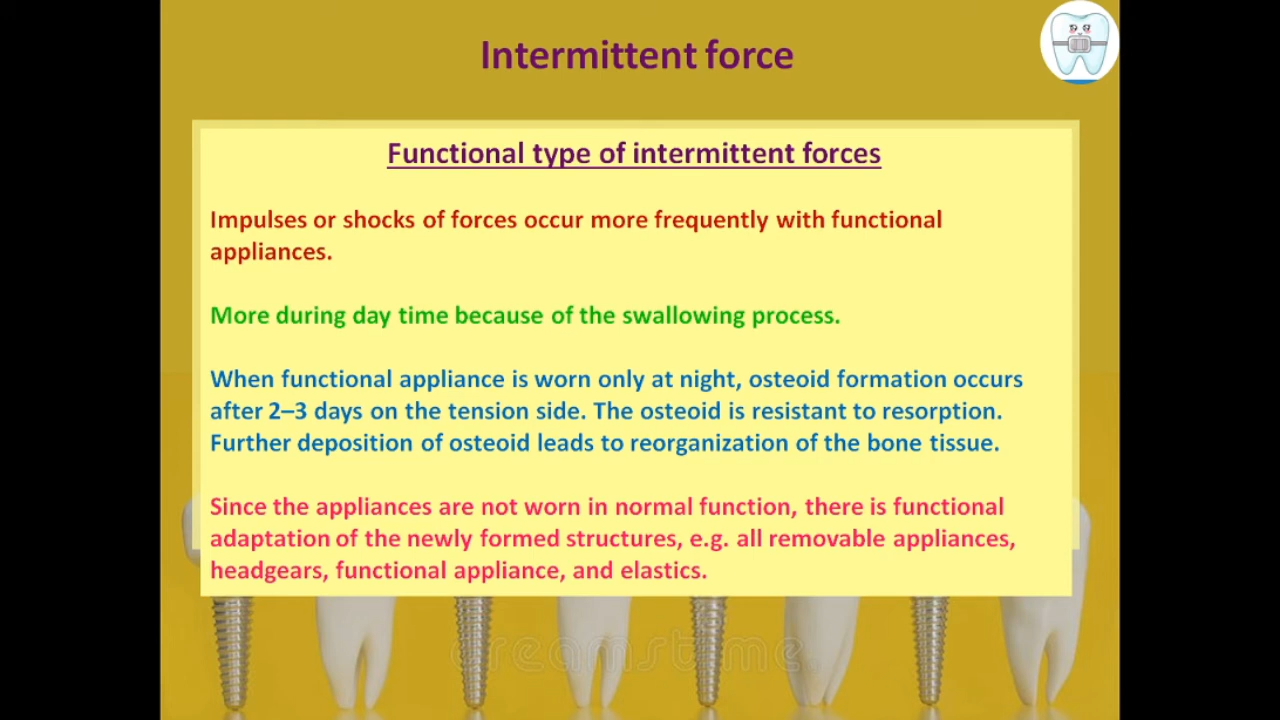 Intermittent force
Functional type of intermittent forces
Impulses or shocks of forces occur more frequently with functional
appliances.
More during day time because of the swallowing process.
When functional appliance is worn only at night, osteoid formation occurs
after 2–3 days on the tension side. The osteoid is resistant to resorption.
Further deposition of osteoid leads to reorganization of the bone tissue.
Since the appliances are not worn in normal function, there is functional
adaptation of the newly formed structures, e.g. all removable appliances,
headgears, functional appliance, and elastics.
dreamstime.